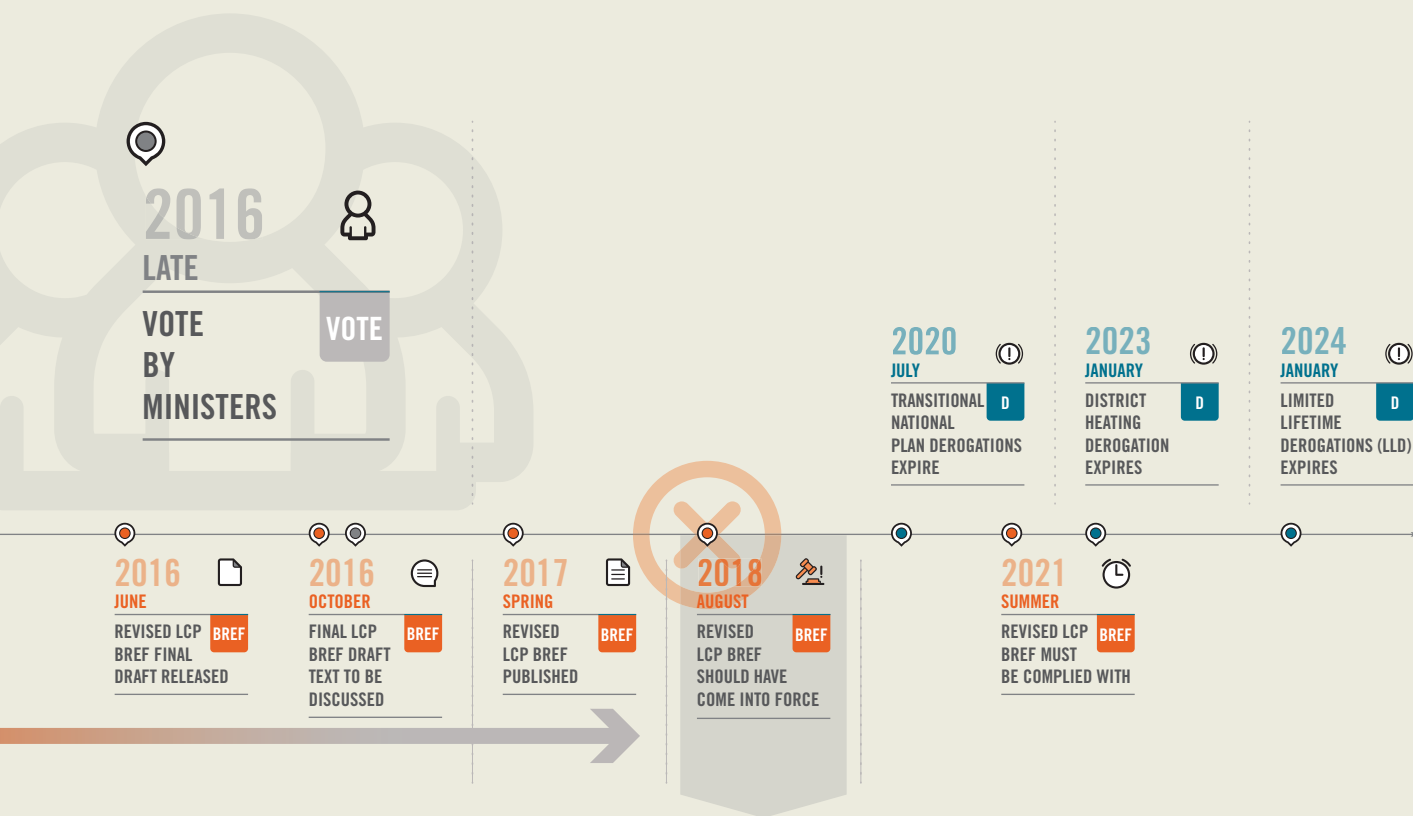 2016
LATE
VOTE
BY
MINISTERS
VOTE
2020
JULY
TRANSITIONAL
NATIONAL
PLAN DEROGATIONS
EXPIRE
D
2023
JANUARY
DISTRICT
HEATING
DEROGATION
EXPIRES
D
2024
JANUARY
LIMITED
LIFETIME
DEROGATIONS (LLD)
EXPIRES
D
2016
JUNE
REVISED LCP
BREF FINAL
DRAFT RELEASED
BREF
2016
OCTOBER
FINAL LCP
BREF DRAFT
TEXT TO BE
DISCUSSED
BREF
2017
SPRING
REVISED
LCP BREF
PUBLISHED
BREF
2018
AUGUST
REVISED
LCP BREF
SHOULD HAVE
COME INTO FORCE
BREF
2021
SUMMER
REVISED LCP
BREF MUST
BE COMPLIED WITH
BREF